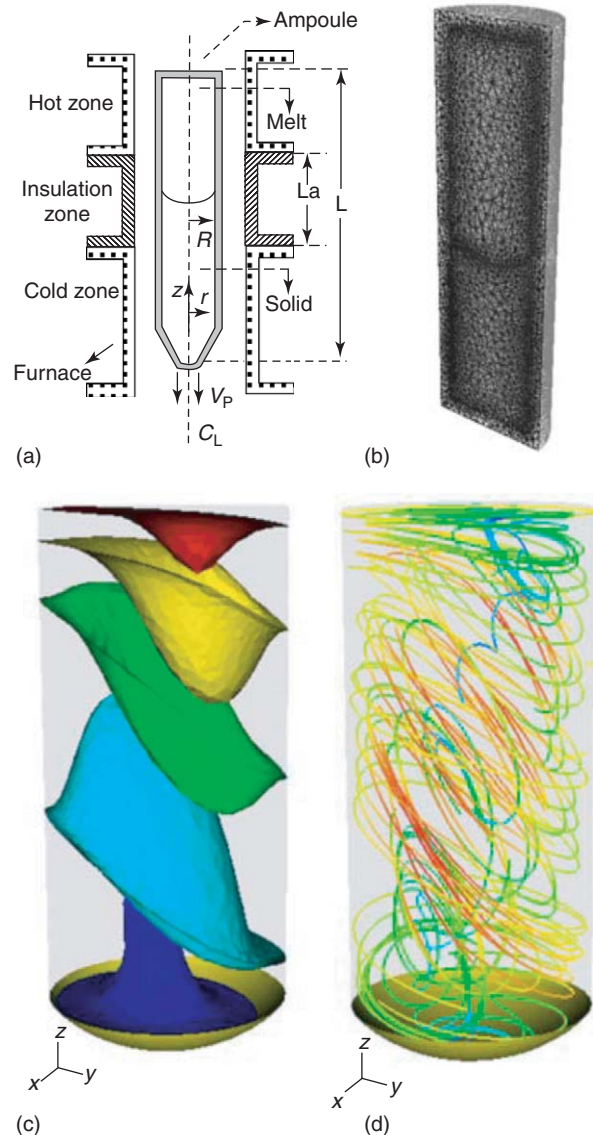 Ampoule
Hot zone
Melt
Insulation
zone
La
L
R
Cold zone
z
r
Solid
Furnace
V_P
C_L
(a)
(b)
z
x
y
(c)
z
x
y
(d)